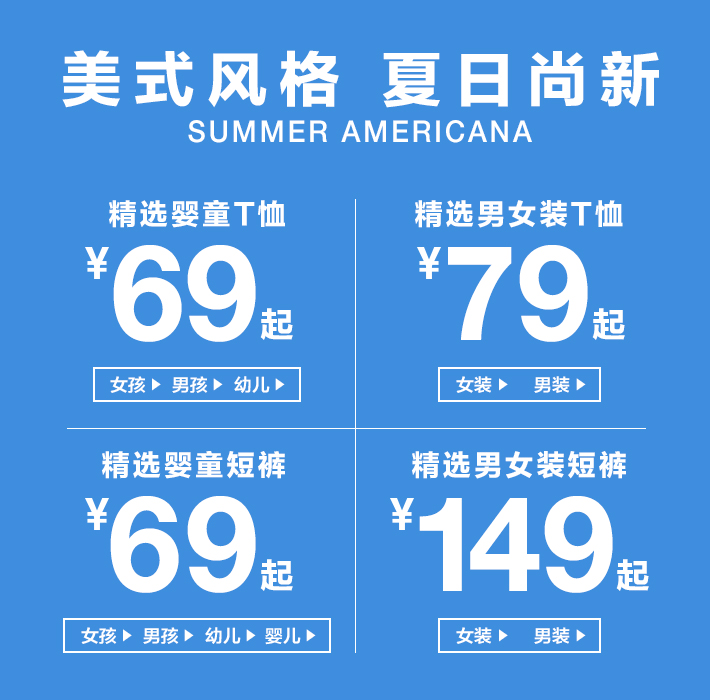 美式风格 夏日尚新
SUMMER AMERICANA
精选婴童T恤
¥69起
女孩 男孩 幼儿
精选男女装T恤
¥79起
女装 男装
精选婴童短裤
¥69起
女孩 男孩 幼儿 婴儿
精选男女装短裤
¥149起
女装 男装